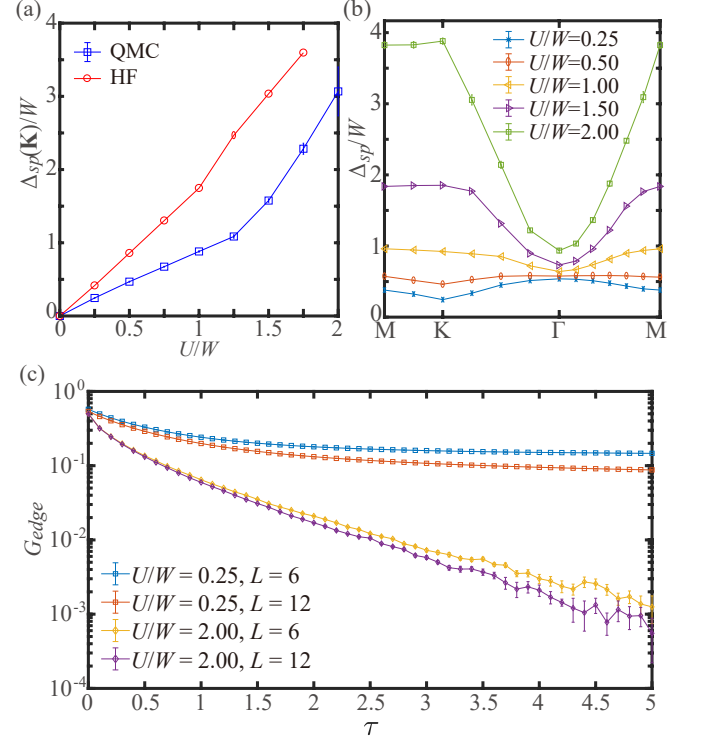 (a)
4
3
2
1
0
Δsp(K)/W
QMC
HF
0
0.5
1
1.5
2
U/W
(b)
4
3
2
1
0
Δsp/W
U/W=0.25
U/W=0.50
U/W=1.00
U/W=1.50
U/W=2.00
M
K
Γ
M
(c)
10^0
10^-1
10^-2
10^-3
10^-4
Gedge
U/W = 0.25, L = 6
U/W = 0.25, L = 12
U/W = 2.00, L = 6
U/W = 2.00, L = 12
0
0.5
1
1.5
2
2.5
3
3.5
4
4.5
5
τ